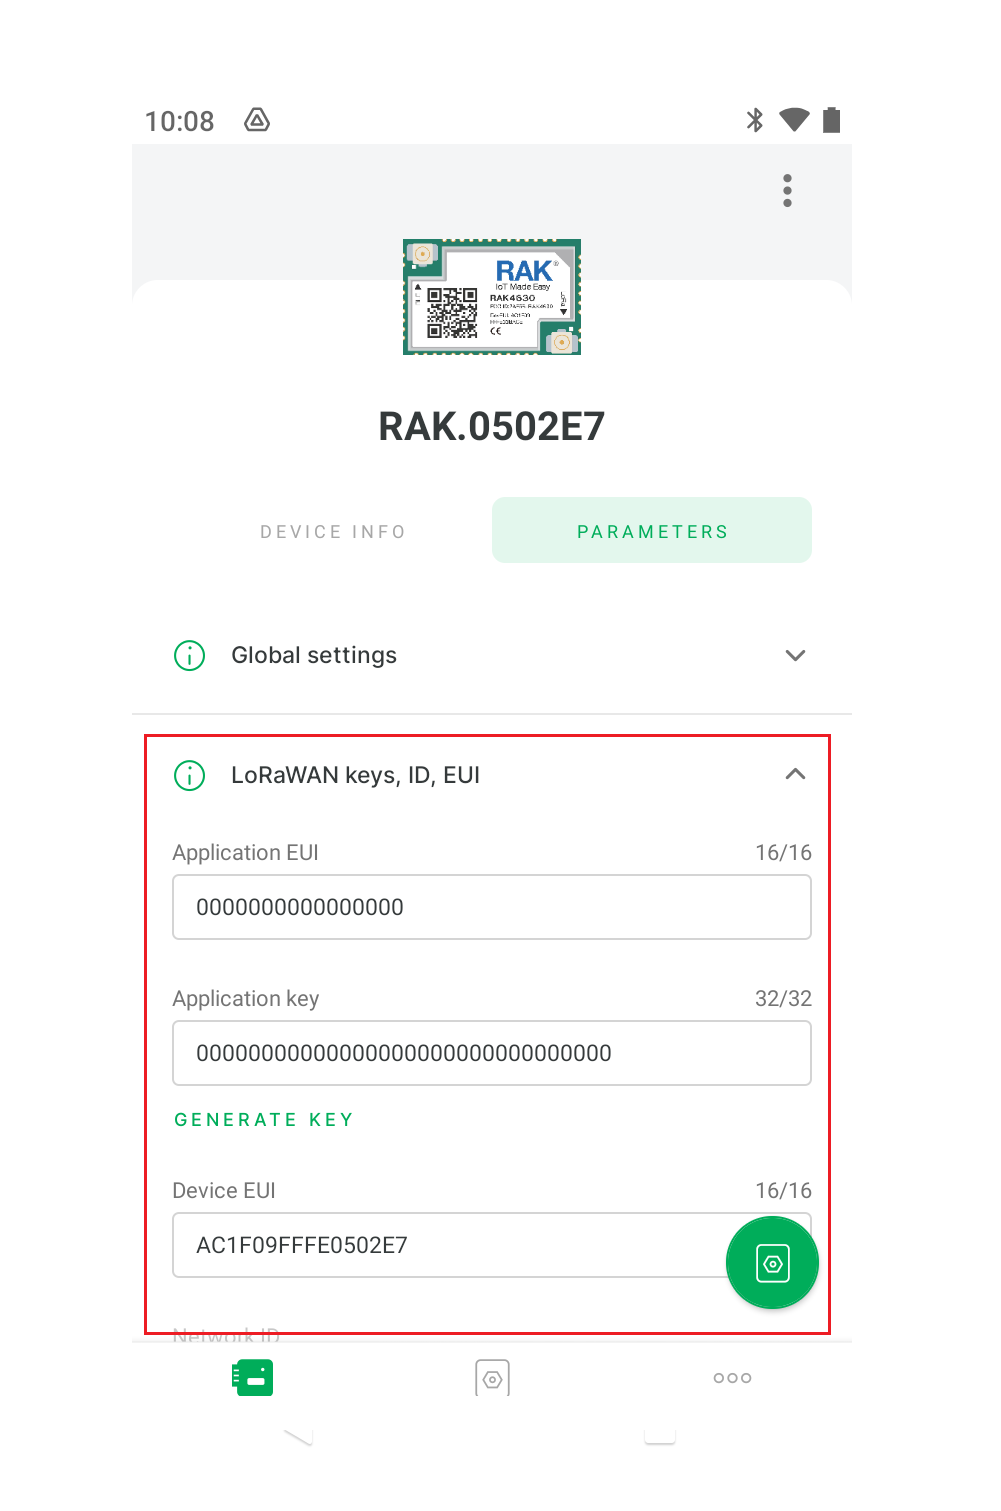 10:08
RAK®
IoT Made Easy
RAK4630
RAK.0502E7
DEVICE INFO
PARAMETERS
Global settings
LoRaWAN keys, ID, EUI
Application EUI 16/16
0000000000000000
Application key 32/32
00000000000000000000000000000000
GENERATE KEY
Device EUI 16/16
AC1F09FFFE0502E7
Network ID